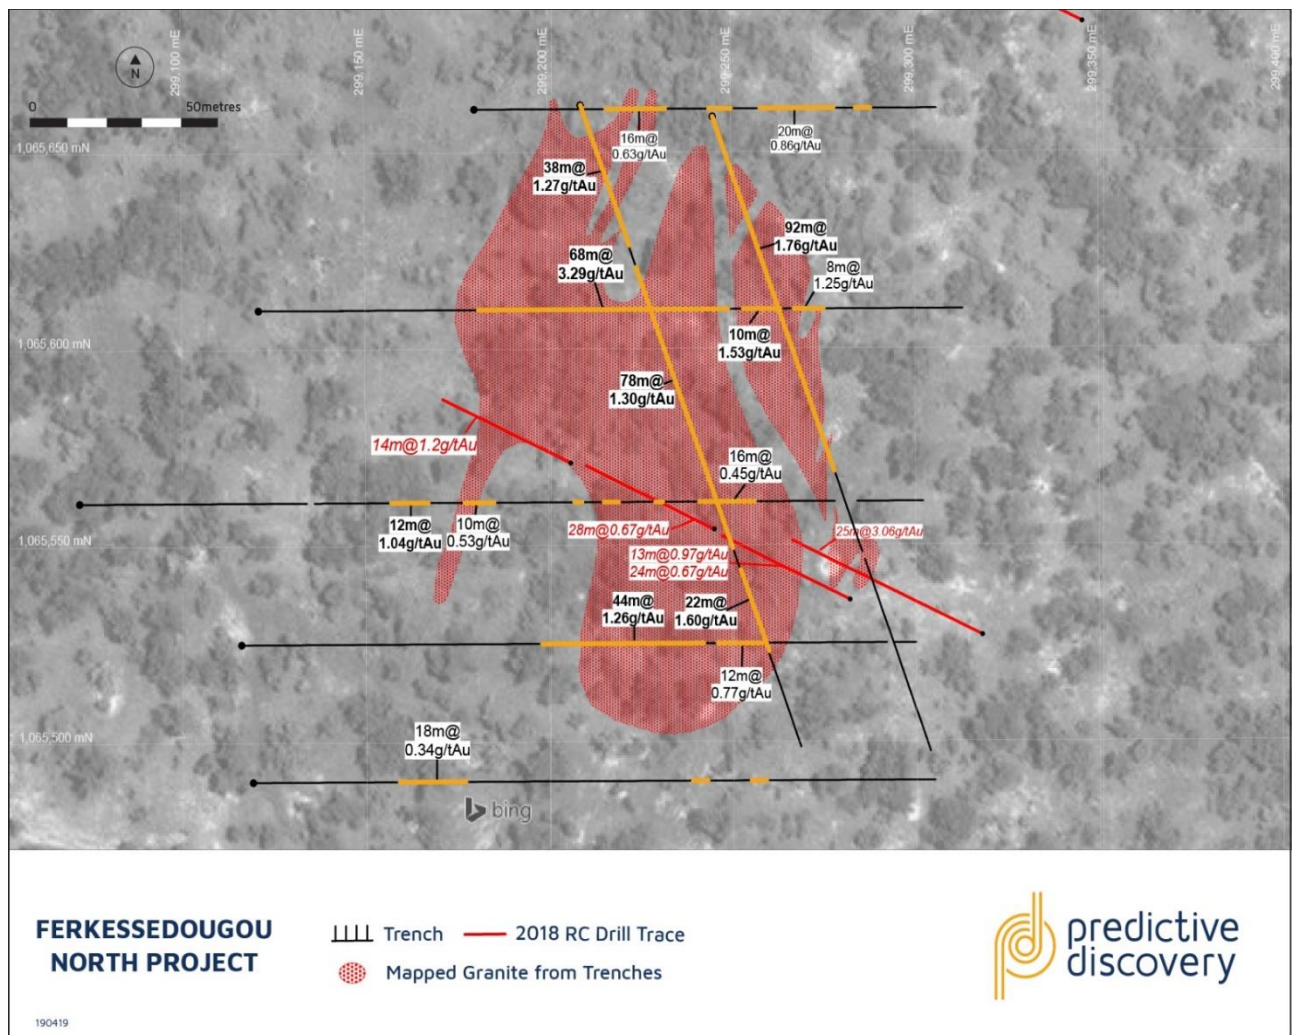 299,100 mE
299,150 mE
299,200 mE
299,250 mE
299,300 mE
299,350 mE
299,400 mE
N
0
50metres
1,065,650 mN
16m@
0.63g/tAu
20m@
0.86g/tAu
38m@
1.27g/tAu
92m@
1.76g/tAu
68m@
3.29g/tAu
8m@
1.25g/tAu
10m@
1.53g/tAu
1,065,600 mN
78m@
1.30g/tAu
14m@1.2g/tAu
16m@
0.45g/tAu
12m@
1.04g/tAu
10m@
0.53g/tAu
28m@0.67g/tAu
25m@3.06g/tAu
1,065,550 mN
13m@0.97g/tAu
24m@0.67g/tAu
44m@
1.26g/tAu
22m@
1.60g/tAu
12m@
0.77g/tAu
18m@
0.34g/tAu
1,065,500 mN
bing
FERKESSEDOUGOU
NORTH PROJECT
Trench
2018 RC Drill Trace
Mapped Granite from Trenches
predictive
discovery
190419